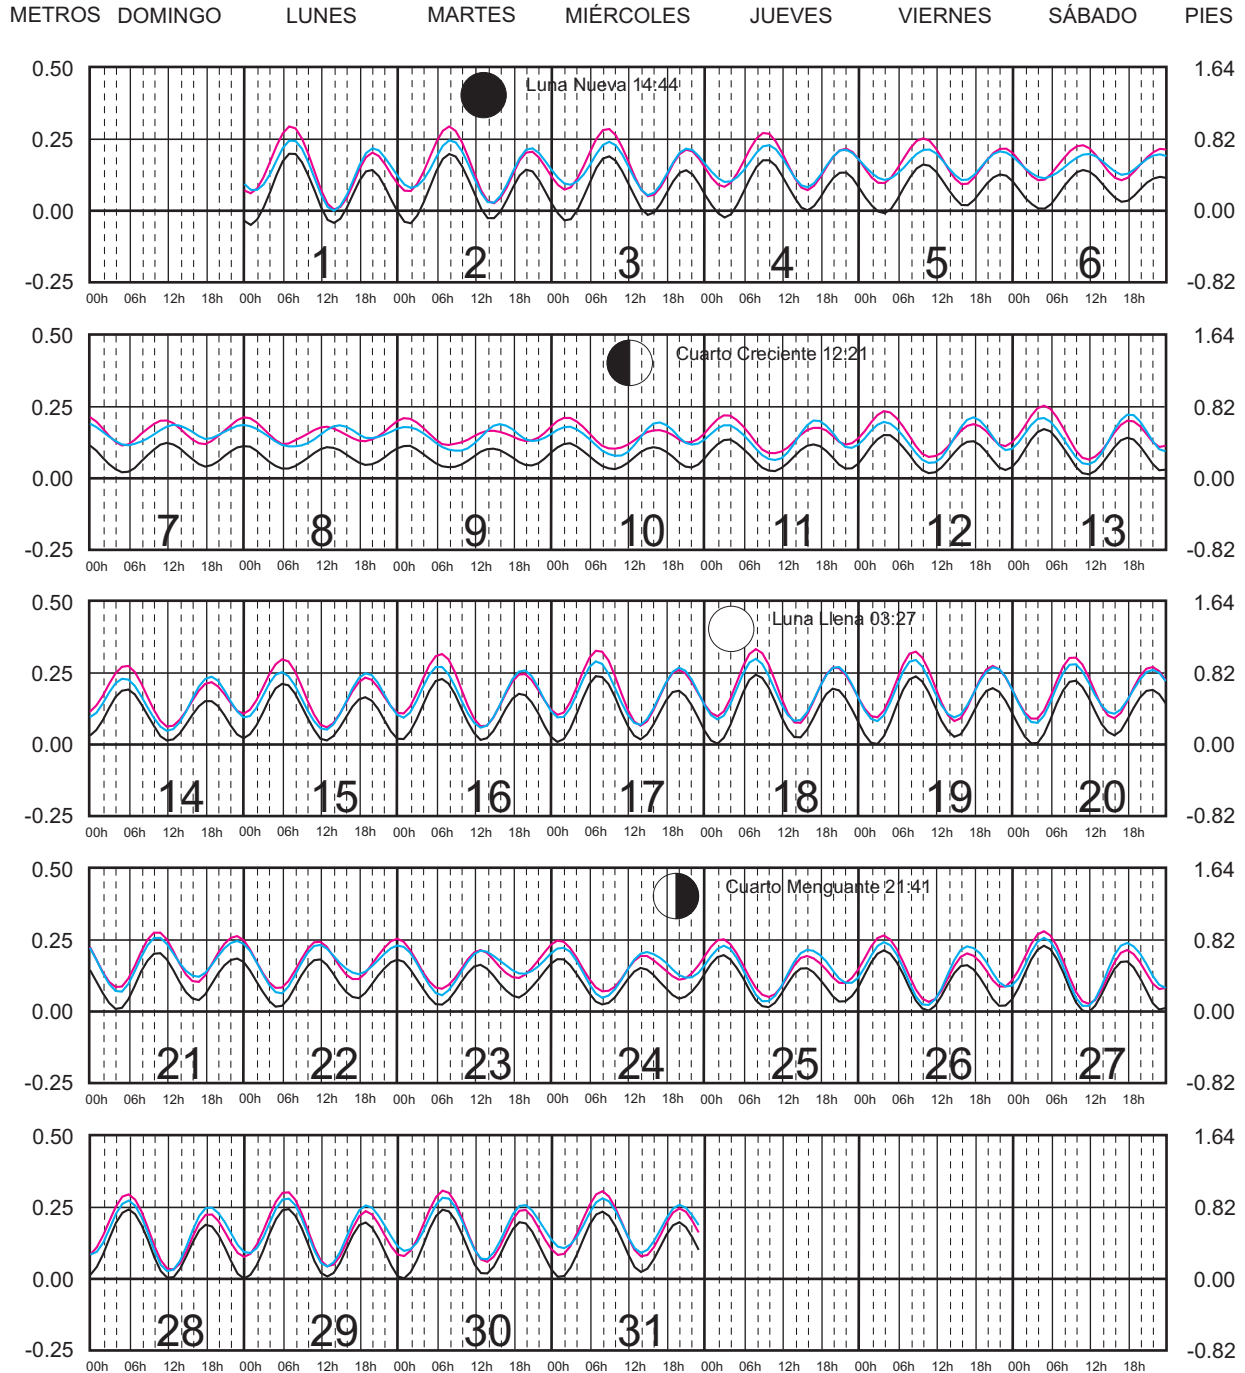 METROS DOMINGO LUNES MARTES MIÉRCOLES JUEVES VIERNES SÁBADO PIES
0.50 Luna Nueva 14:44 1.64
0.25 0.82
0.00 0.00
1 2 3 4 5 6
-0.25 -0.82
00h 06h 12h 18h 00h 06h 12h 18h 00h 06h 12h 18h 00h 06h 12h 18h 00h 06h 12h 18h 00h 06h 12h 18h 00h 06h 12h 18h
0.50 Cuarto Creciente 12:21 1.64
0.25 0.82
0.00 0.00
7 8 9 10 11 12 13
-0.25 -0.82
00h 06h 12h 18h 00h 06h 12h 18h 00h 06h 12h 18h 00h 06h 12h 18h 00h 06h 12h 18h 00h 06h 12h 18h 00h 06h 12h 18h
0.50 Luna Llena 03:27 1.64
0.25 0.82
0.00 0.00
14 15 16 17 18 19 20
-0.25 -0.82
00h 06h 12h 18h 00h 06h 12h 18h 00h 06h 12h 18h 00h 06h 12h 18h 00h 06h 12h 18h 00h 06h 12h 18h 00h 06h 12h 18h
0.50 Cuarto Menguante 21:41 1.64
0.25 0.82
0.00 0.00
21 22 23 24 25 26 27
-0.25 -0.82
00h 06h 12h 18h 00h 06h 12h 18h 00h 06h 12h 18h 00h 06h 12h 18h 00h 06h 12h 18h 00h 06h 12h 18h 00h 06h 12h 18h
0.50 1.64
0.25 0.82
0.00 0.00
28 29 30 31
-0.25 -0.82
00h 06h 12h 18h 00h 06h 12h 18h 00h 06h 12h 18h 00h 06h 12h 18h 00h 06h 12h 18h 00h 06h 12h 18h 00h 06h 12h 18h